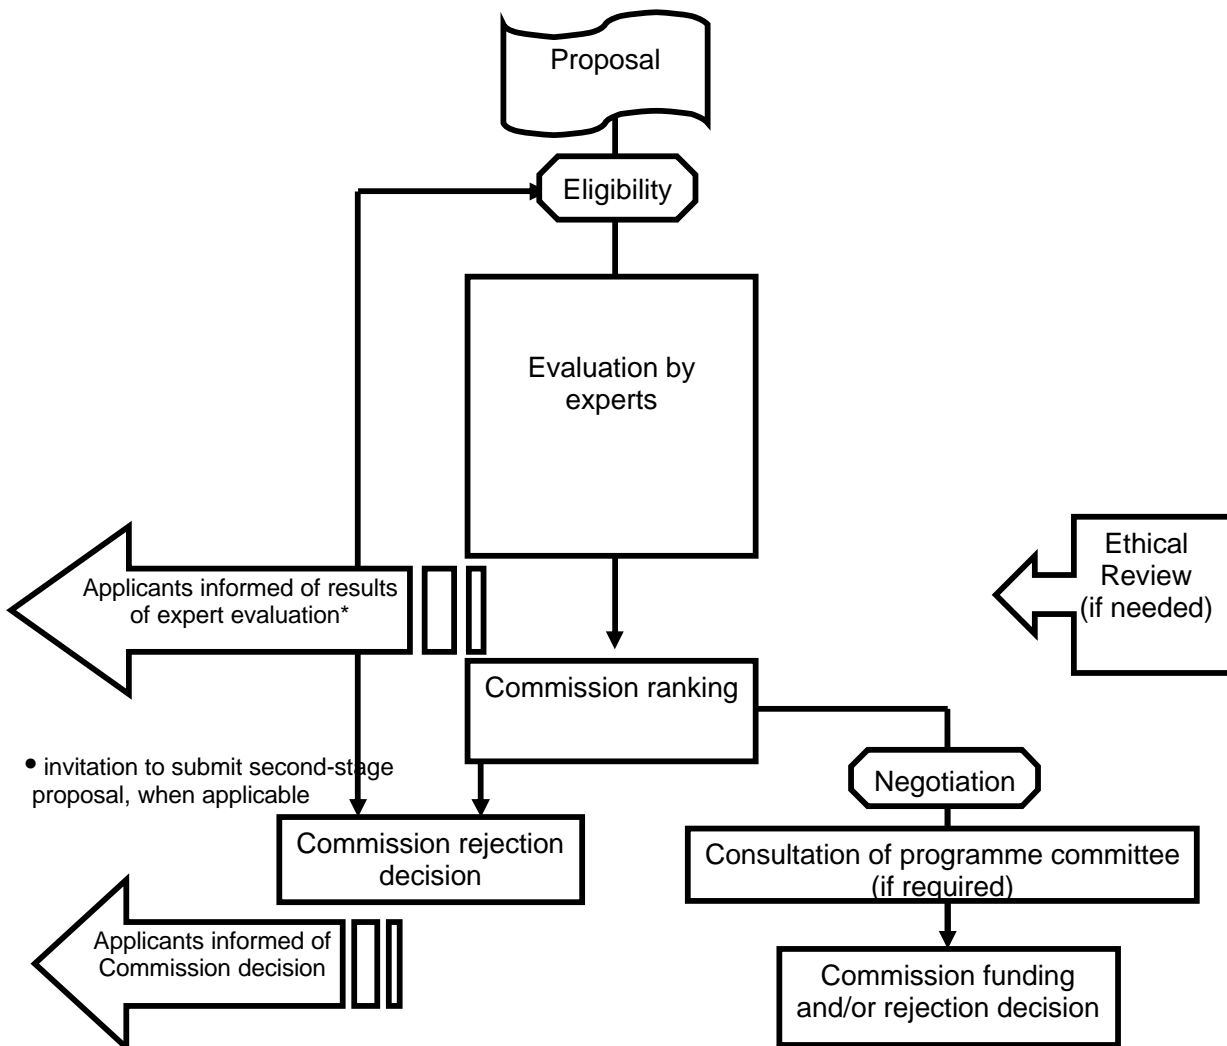 Proposal
Eligibility
Evaluation by
experts
Ethical
Review
(if needed)
Applicants informed of results
of expert evaluation*
Commission ranking
• invitation to submit second-stage
proposal, when applicable
Negotiation
Commission rejection
decision
Consultation of programme committee
(if required)
Applicants informed of
Commission decision
Commission funding
and/or rejection decision